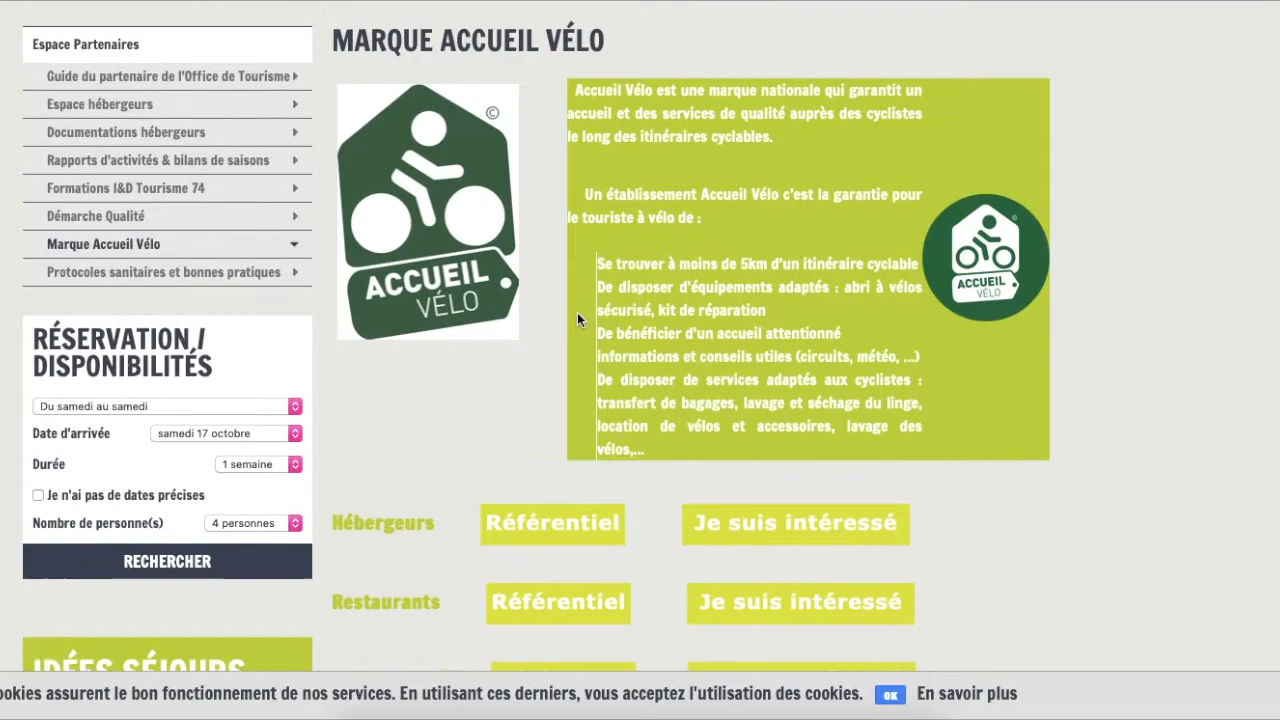 Espace Partenaires
Guide du partenaire de l'Office de Tourisme
Espace hébergeurs
Documentations hébergeurs
Rapports d'activités & bilans de saisons
Formations I&D Tourisme 74
Démarche Qualité
Marque Accueil Vélo
Protocoles sanitaires et bonnes pratiques
RÉSERVATION /
DISPONIBILITÉS
Du samedi au samedi
Date d'arrivée samedi 17 octobre
Durée 1 semaine
Je n'ai pas de dates précises
Nombre de personne(s) 4 personnes
RECHERCHER
IDÉES SÉJOURS
MARQUE ACCUEIL VÉLO
©
ACCUEIL
VÉLO
Accueil Vélo est une marque nationale qui garantit un
accueil et des services de qualité auprès des cyclistes
le long des itinéraires cyclables.
Un établissement Accueil Vélo c'est la garantie pour
le touriste à vélo de :
Se trouver à moins de 5km d'un itinéraire cyclable
De disposer d'équipements adaptés : abri à vélos
sécurisé, kit de réparation
De bénéficier d'un accueil attentionné
informations et conseils utiles (circuits, météo, ...)
De disposer de services adaptés aux cyclistes :
transfert de bagages, lavage et séchage du linge,
location de vélos et accessoires, lavage des
vélos,...
©
ACCUEIL
VÉLO
Hébergeurs Référentiel Je suis intéressé
Restaurants Référentiel Je suis intéressé
ookies assurent le bon fonctionnement de nos services. En utilisant ces derniers, vous acceptez l'utilisation des cookies. OK En savoir plus